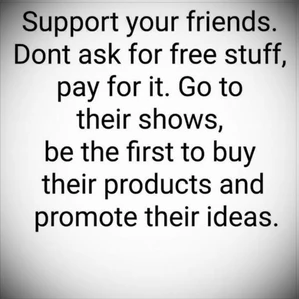 Support your friends.
Dont ask for free stuff,
pay for it. Go to
their shows,
be the first to buy
their products and
promote their ideas.